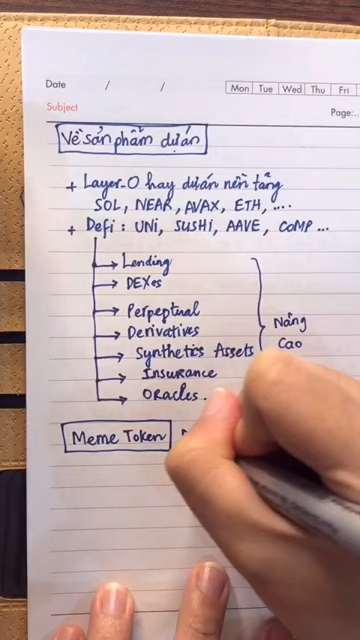 Date / /
Mon Tue Wed Thu Fri
Subject
Page:
Về sản phẩm dự án
+ Layer_0 hay dự án nền tảng
SOL, NEAR, AVAX, ETH, ....
+ Defi : UNi, SUSHi, AAVE, COMP ...
Lending
DEXes
Perpeptual
Derivatives
Synthetics Assets
Insurance
Oracles.
Nâng
Cao
Meme Token